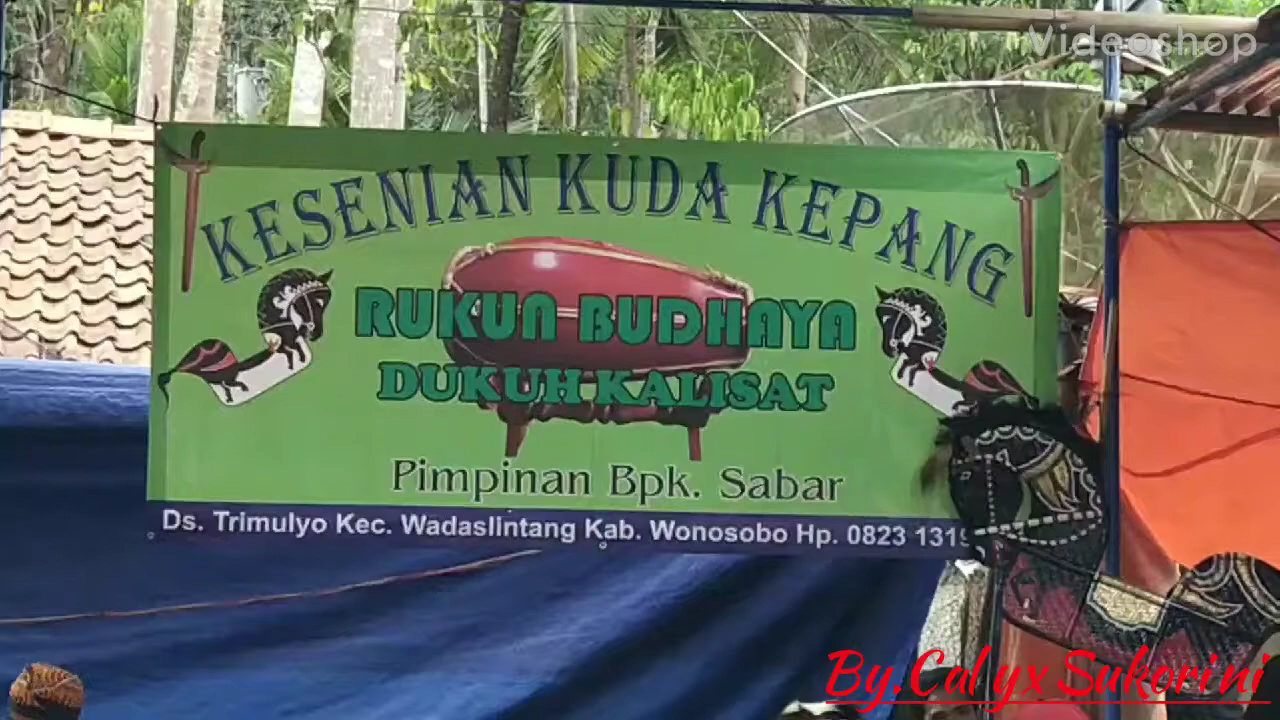 Videoshop
KESENIAN KUDA KEPANG
RUKUN BUDHAYA
DUKUH KALISAT
Pimpinan Bpk. Sabar
Ds. Trimulyo Kec. Wadaslintang Kab. Wonosobo Hp. 0823 1319
By.Calyx Sukorini